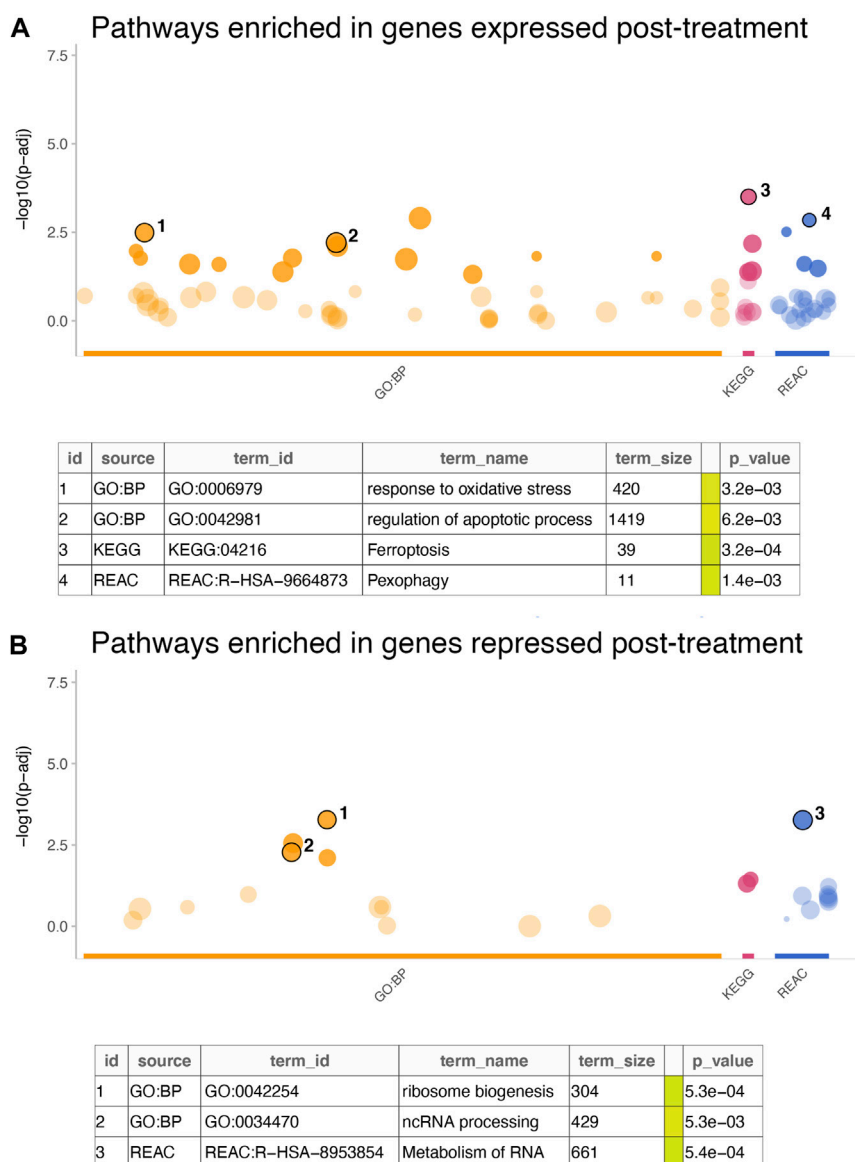 A Pathways enriched in genes expressed post-treatment
7.5
5.0
2.5
0.0
−log10(p−adj)
1
2
3
4
GO:BP
KEGG
REAC
id source term_id term_name term_size p_value
1 GO:BP GO:0006979 response to oxidative stress 420 3.2e−03
2 GO:BP GO:0042981 regulation of apoptotic process 1419 6.2e−03
3 KEGG KEGG:04216 Ferroptosis 39 3.2e−04
4 REAC REAC:R-HSA-9664873 Pexophagy 11 1.4e−03
B Pathways enriched in genes repressed post-treatment
7.5
5.0
2.5
0.0
−log10(p−adj)
1
2
3
GO:BP
KEGG
REAC
id source term_id term_name term_size p_value
1 GO:BP GO:0042254 ribosome biogenesis 304 5.3e−04
2 GO:BP GO:0034470 ncRNA processing 429 5.3e−03
3 REAC REAC:R-HSA-8953854 Metabolism of RNA 661 5.4e−04